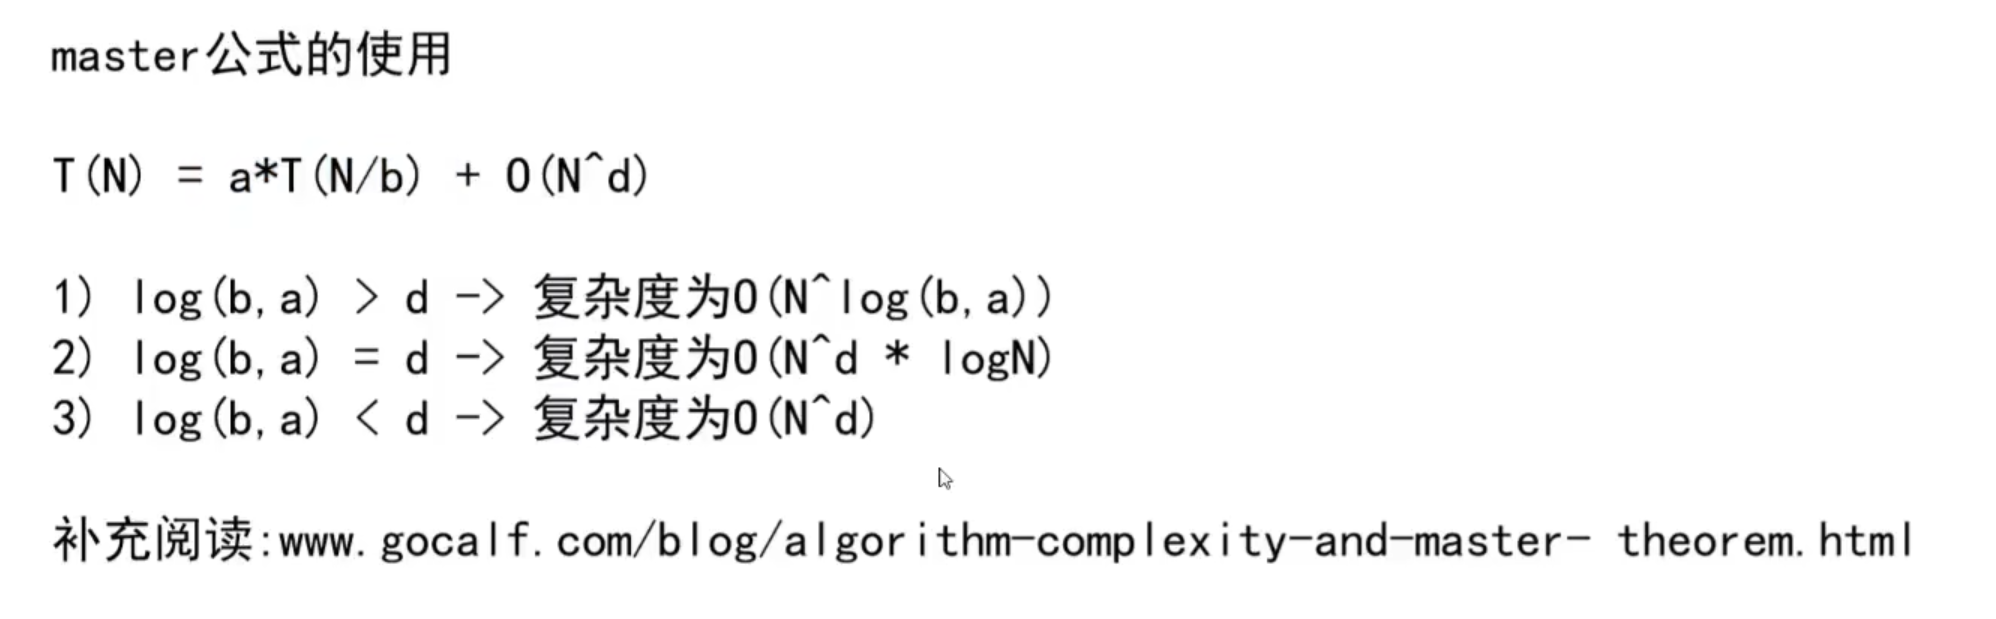 master公式的使用
T(N) = a*T(N/b) + O(N^d)
1) log(b,a) > d -> 复杂度为O(N^log(b,a))
2) log(b,a) = d -> 复杂度为O(N^d * logN)
3) log(b,a) < d -> 复杂度为O(N^d)
补充阅读:www.gocalf.com/blog/algorithm-complexity-and-master- theorem.html